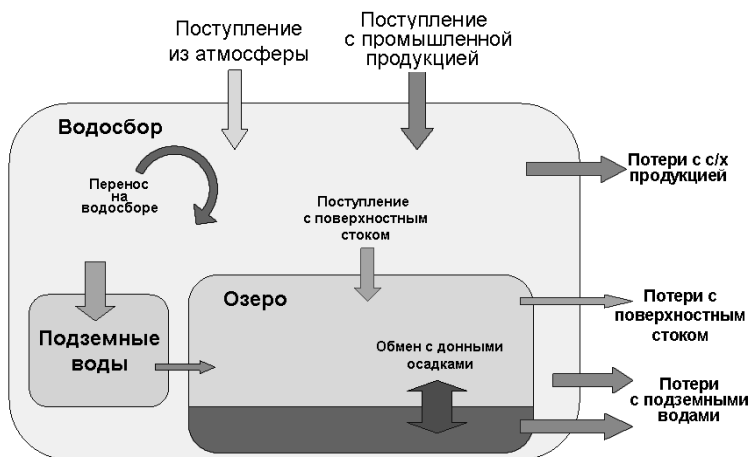 Поступление
из атмосферы
Поступление
с промышленной
продукцией
Водосбор
Перенос
на
водосборе
Поступление
с поверхностным
стоком
Потери с с/х
продукцией
Озеро
Подземные
воды
Обмен с донными
осадками
Потери с
поверхностным
стоком
Потери
с подземными
водами